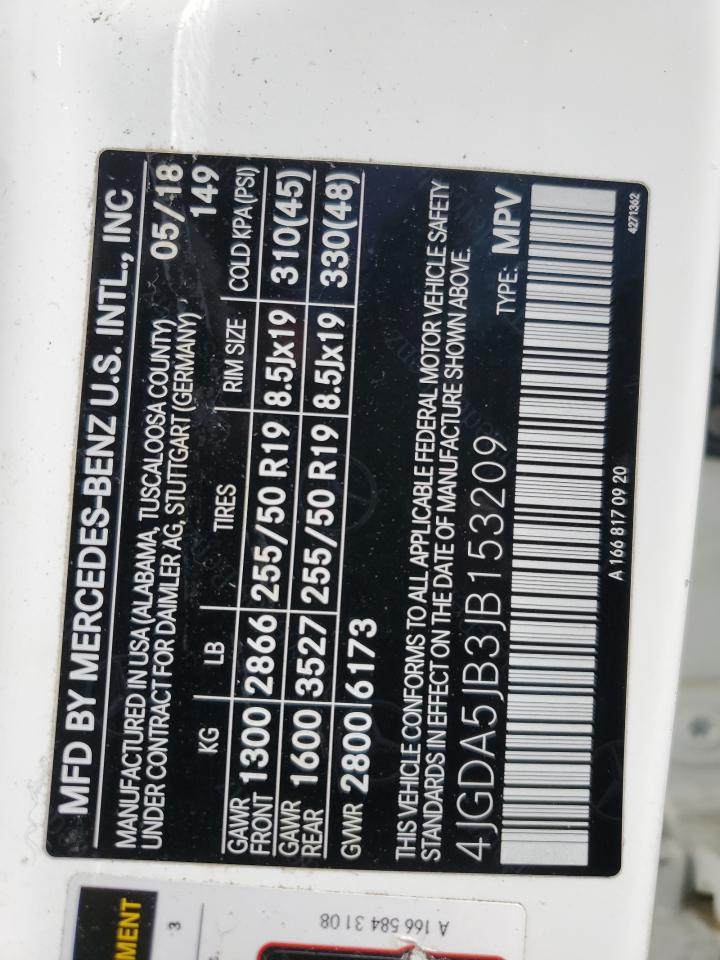 MFD BY MERCEDES-BENZ U.S. INTL., INC
MANUFACTURED IN USA (ALABAMA, TUSCALOOSA COUNTY) 05/18
UNDER CONTRACT FOR DAIMLER AG, STUTTGART (GERMANY) 149
KG LB TIRES RIM SIZE COLD KPA (PSI)
GAWR FRONT 1300 2866 255/50 R19 8.5Jx19 310(45)
GAWR REAR 1600 3527 255/50 R19 8.5Jx19 330(48)
GVWR 2800 6173
THIS VEHICLE CONFORMS TO ALL APPLICABLE FEDERAL MOTOR VEHICLE SAFETY
STANDARDS IN EFFECT ON THE DATE OF MANUFACTURE SHOWN ABOVE.
4JGDA5JB3JB153209 TYPE: MPV
A 166 817 09 20 4271362
MENT
3
A 166 584 31 08